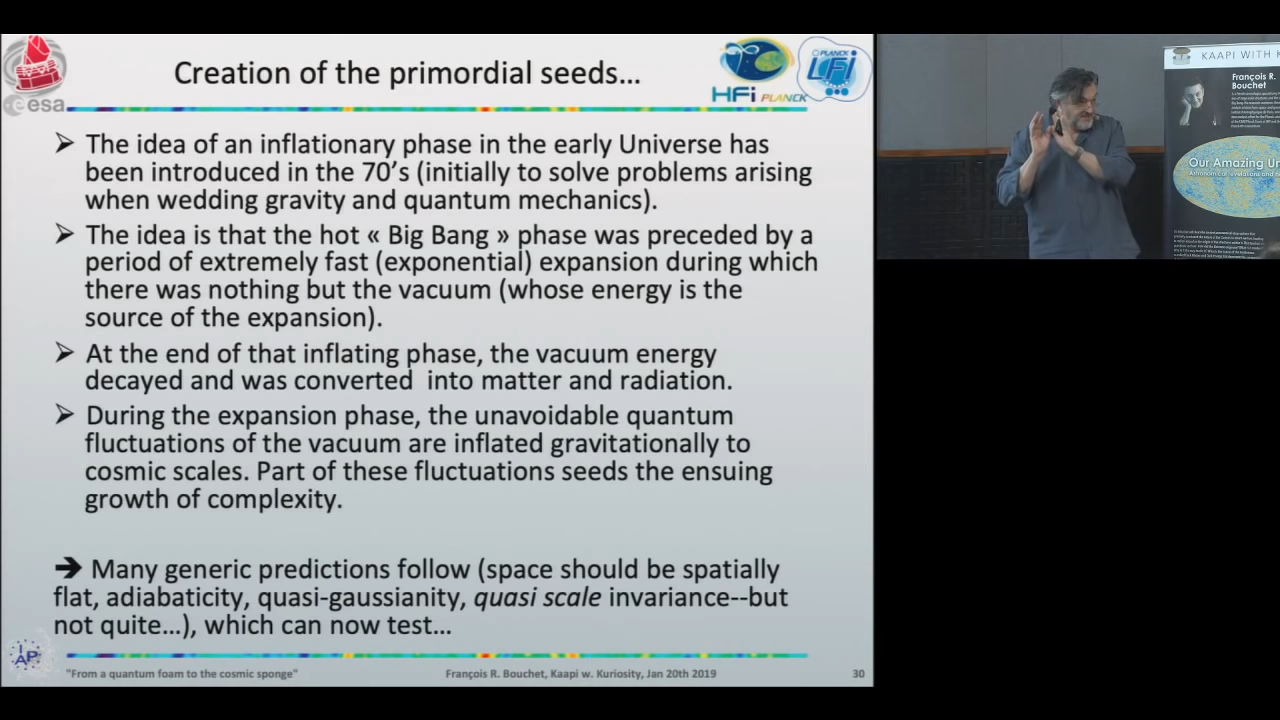 Creation of the primordial seeds...
esa
HFi PLANCK
PLANCK
LFi
➢ The idea of an inflationary phase in the early Universe has
been introduced in the 70's (initially to solve problems arising
when wedding gravity and quantum mechanics).
➢ The idea is that the hot « Big Bang » phase was preceded by a
period of extremely fast (exponential) expansion during which
there was nothing but the vacuum (whose energy is the
source of the expansion).
➢ At the end of that inflating phase, the vacuum energy
decayed and was converted into matter and radiation.
➢ During the expansion phase, the unavoidable quantum
fluctuations of the vacuum are inflated gravitationally to
cosmic scales. Part of these fluctuations seeds the ensuing
growth of complexity.
➔ Many generic predictions follow (space should be spatially
flat, adiabaticity, quasi-gaussianity, quasi scale invariance--but
not quite...), which can now test...
IAP
"From a quantum foam to the cosmic sponge"
François R. Bouchet, Kaapi w. Kuriosity, Jan 20th 2019
30
KAAPI WITH K
François R.
Bouchet
Our Amazing Un